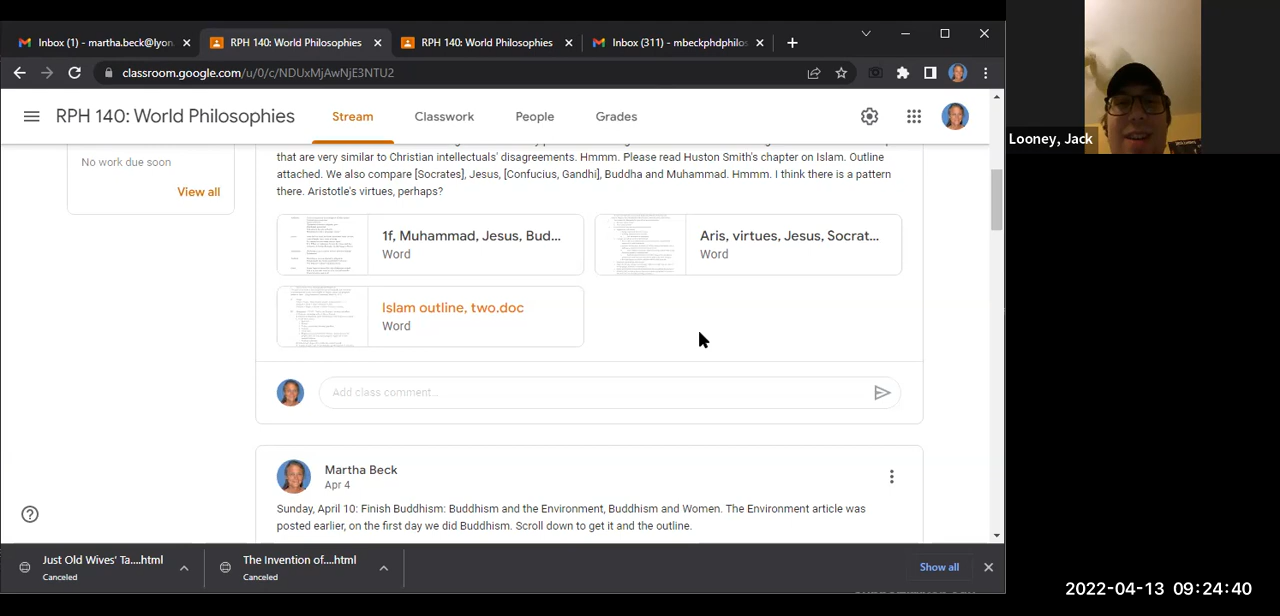 Inbox (1) - martha.beck@lyon.
RPH 140: World Philosophies
RPH 140: World Philosophies
Inbox (311) - mbeckphdphilos
classroom.google.com/u/0/c/NDUxMjAwNjE3NTU2
RPH 140: World Philosophies
Stream
Classwork
People
Grades
Looney, Jack
No work due soon
View all
that are very similar to Christian intellectuals' disagreements. Hmmm. Please read Huston Smith's chapter on Islam. Outline
attached. We also compare [Socrates], Jesus, [Confucius, Gandhi], Buddha and Muhammad. Hmmm. I think there is a pattern
there. Aristotle's virtues, perhaps?
1f, Muhammad, Jesus, Bud...
Word
Aris, virtues, Jesus, Socrat...
Word
Islam outline, two.doc
Word
Add class comment...
Martha Beck
Apr 4
Sunday, April 10: Finish Buddhism: Buddhism and the Environment, Buddhism and Women. The Environment article was
posted earlier, on the first day we did Buddhism. Scroll down to get it and the outline.
Just Old Wives' Ta....html
Canceled
The Invention of....html
Canceled
Show all
2022-04-13 09:24:40